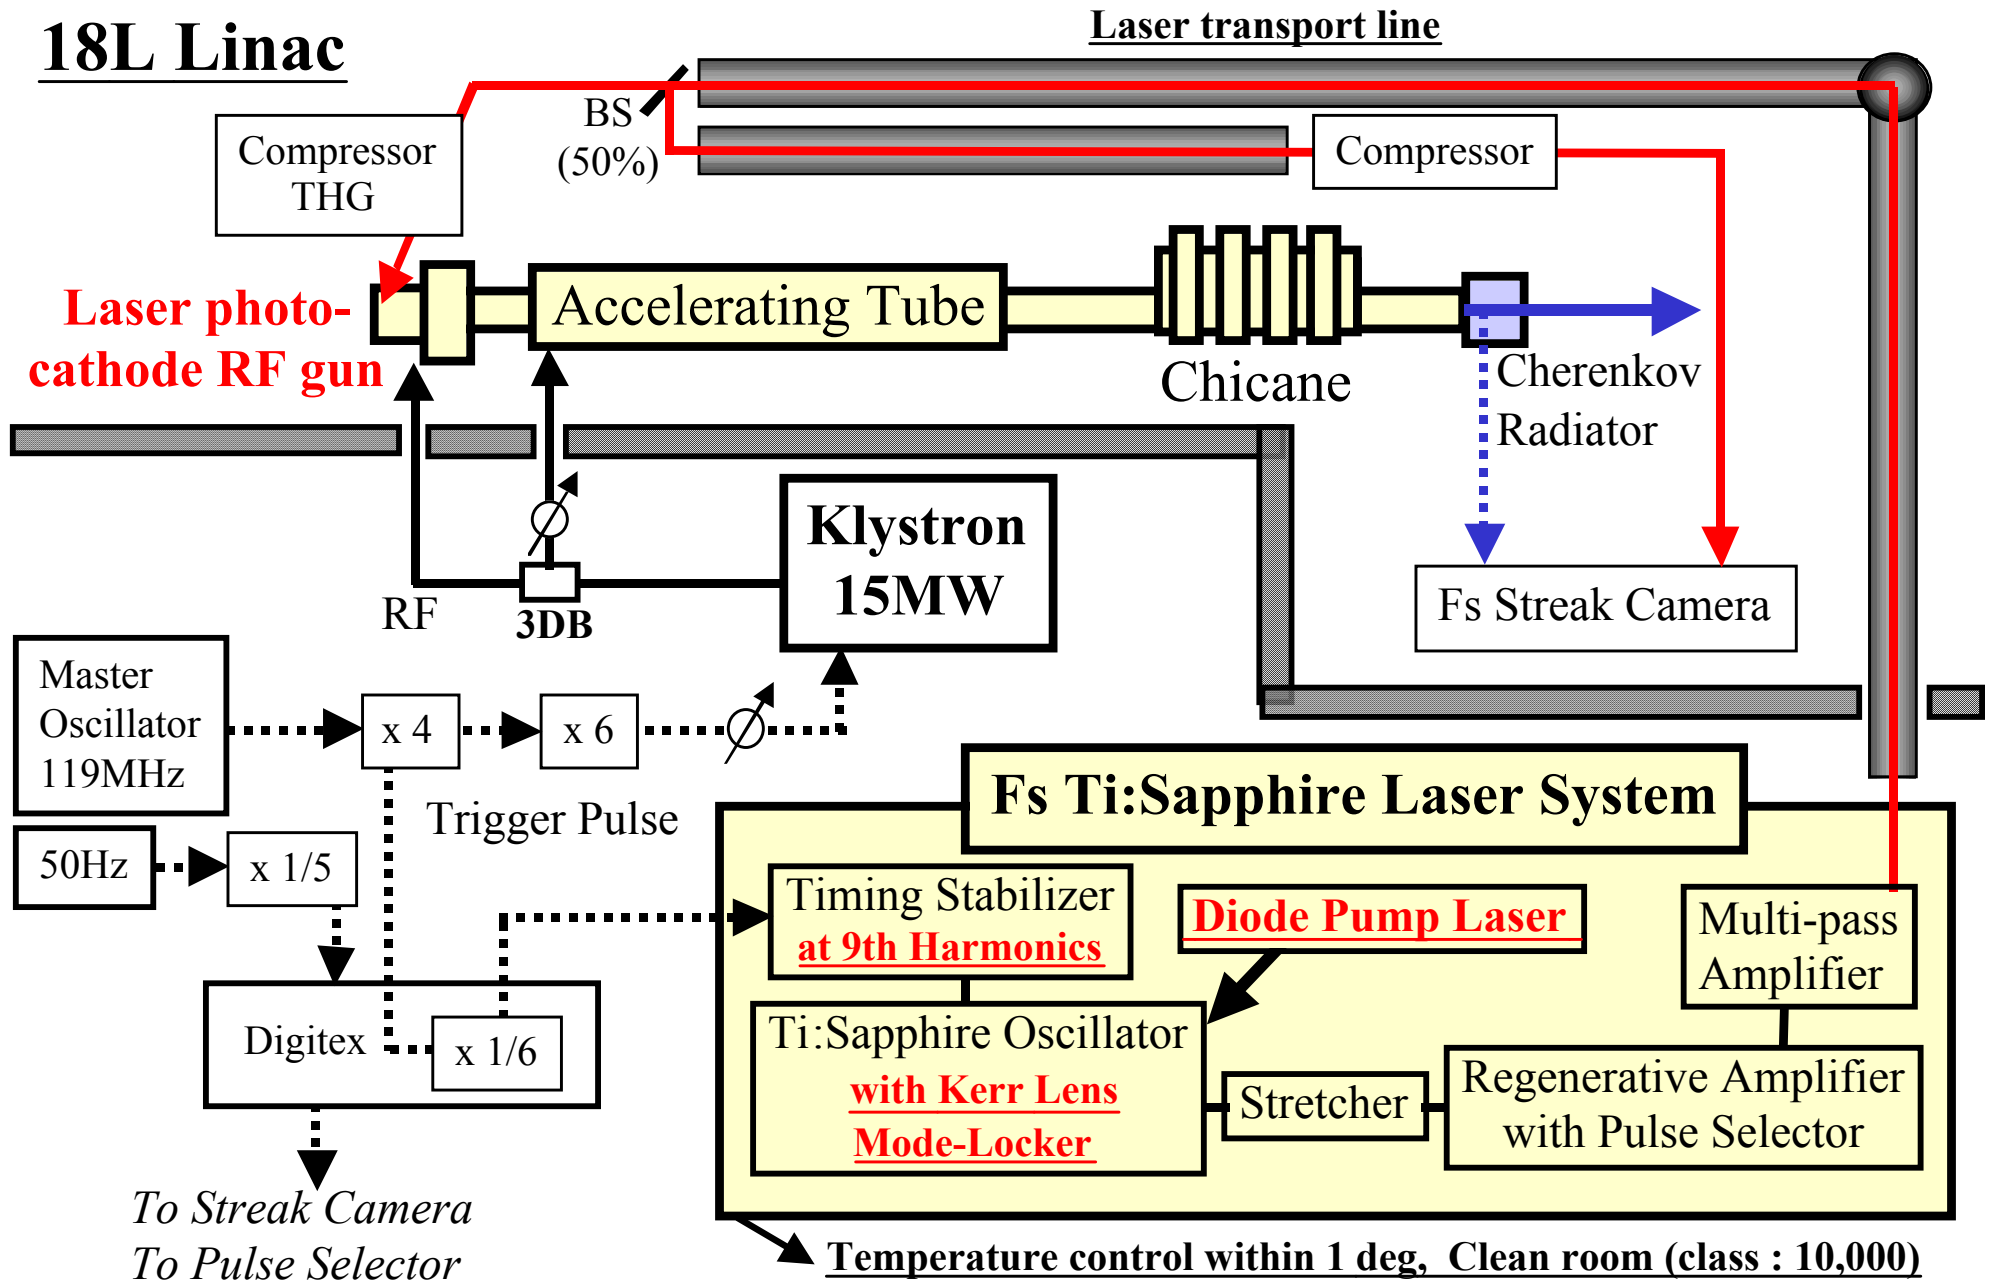 18L Linac
Laser transport line
BS
(50%)
Compressor
THG
Compressor
Laser photo-
cathode RF gun
Accelerating Tube
Chicane
Cherenkov
Radiator
Klystron
15MW
RF
3DB
Fs Streak Camera
Master
Oscillator
119MHz
x 4
x 6
Trigger Pulse
50Hz
x 1/5
Digitex
x 1/6
To Streak Camera
To Pulse Selector
Fs Ti:Sapphire Laser System
Timing Stabilizer
at 9th Harmonics
Diode Pump Laser
Multi-pass
Amplifier
Ti:Sapphire Oscillator
with Kerr Lens
Mode-Locker
Stretcher
Regenerative Amplifier
with Pulse Selector
Temperature control within 1 deg, Clean room (class : 10,000)